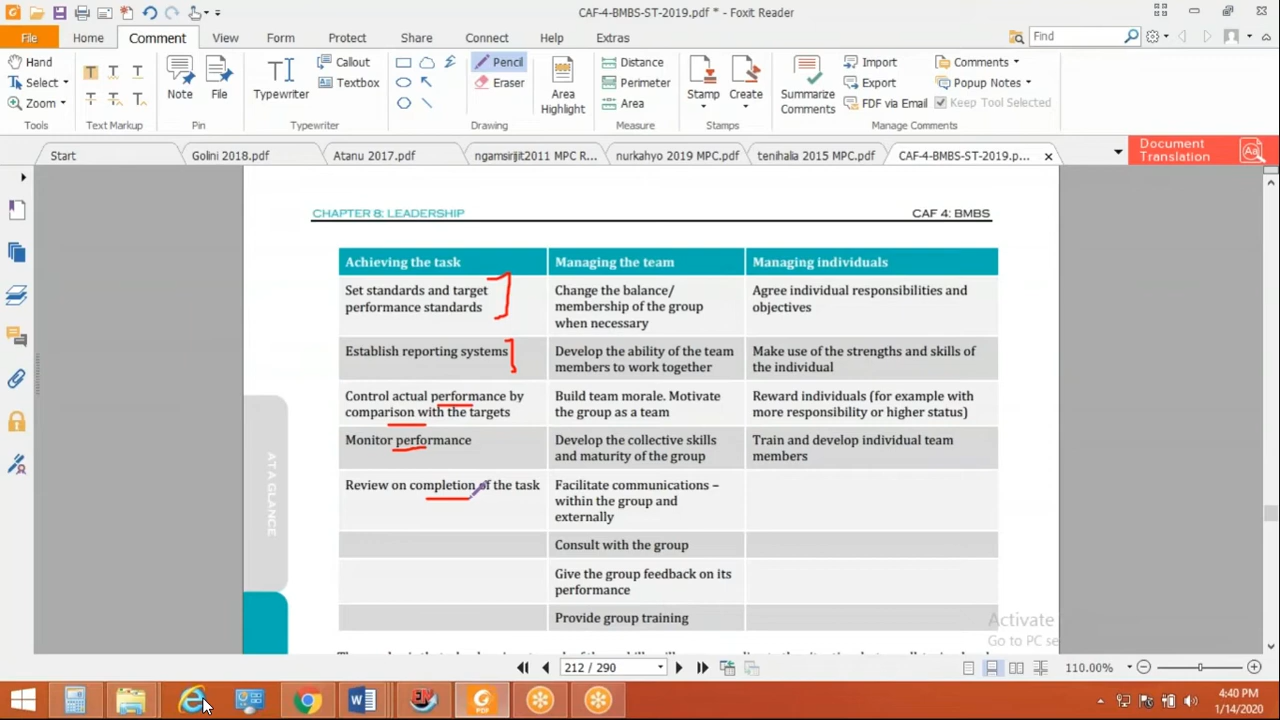 CAF-4-BMBS-ST-2019.pdf * - Foxit Reader
File Home Comment View Form Protect Share Connect Help Extras
Find
Hand
Select
Zoom
Tools
Text Markup
Note
File
Pin
Typewriter
Callout
Textbox
Typewriter
Pencil
Eraser
Area
Highlight
Drawing
Distance
Perimeter
Area
Measure
Stamp
Create
Stamps
Summarize
Comments
Import
Export
FDF via Email
Comments
Popup Notes
Keep Tool Selected
Manage Comments
Start
Golini 2018.pdf
Atanu 2017.pdf
ngamsirijit2011 MPC R...
nurkahyo 2019 MPC.pdf
tenihalia 2015 MPC.pdf
CAF-4-BMBS-ST-2019.p...
Document
Translation
CHAPTER 8: LEADERSHIP
CAF 4: BMBS
Achieving the task
Managing the team
Managing individuals
Set standards and target
performance standards
Change the balance/
membership of the group
when necessary
Agree individual responsibilities and
objectives
Establish reporting systems
Develop the ability of the team
members to work together
Make use of the strengths and skills of
the individual
Control actual performance by
comparison with the targets
Build team morale. Motivate
the group as a team
Reward individuals (for example with
more responsibility or higher status)
Monitor performance
Develop the collective skills
and maturity of the group
Train and develop individual team
members
Review on completion of the task
Facilitate communications –
within the group and
externally
Consult with the group
Give the group feedback on its
performance
Provide group training
AT A GLANCE
Activate
Go to PC se
212 / 290
110.00%
4:40 PM
1/14/2020